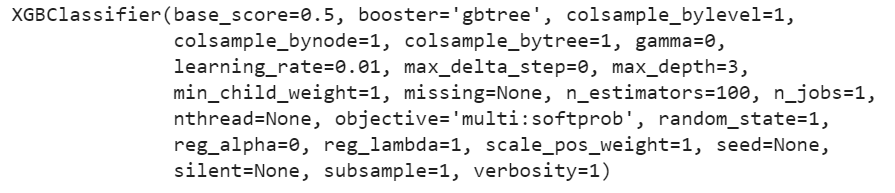 XGBClassifier(base_score=0.5, booster='gbtree', colsample_bylevel=1,
colsample_bynode=1, colsample_bytree=1, gamma=0,
learning_rate=0.01, max_delta_step=0, max_depth=3,
min_child_weight=1, missing=None, n_estimators=100, n_jobs=1,
nthread=None, objective='multi:softprob', random_state=1,
reg_alpha=0, reg_lambda=1, scale_pos_weight=1, seed=None,
silent=None, subsample=1, verbosity=1)